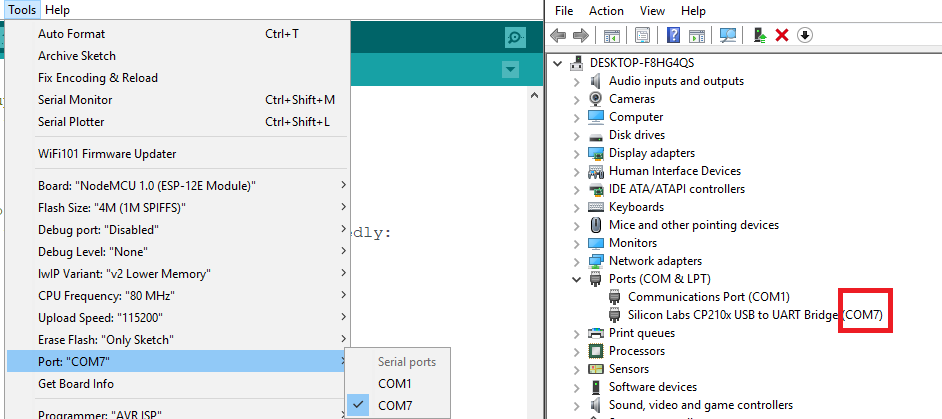 Tools Help
Auto Format Ctrl+T
Archive Sketch
Fix Encoding & Reload
Serial Monitor Ctrl+Shift+M
Serial Plotter Ctrl+Shift+L
WiFi101 Firmware Updater
Board: "NodeMCU 1.0 (ESP-12E Module)"
Flash Size: "4M (1M SPIFFS)"
Debug port: "Disabled"
Debug Level: "None"
IwIP Variant: "v2 Lower Memory"
CPU Frequency: "80 MHz"
Upload Speed: "115200"
Erase Flash: "Only Sketch"
Port: "COM7"
Get Board Info
Programmer: "AVR ISP"
edly:
Serial ports
COM1
COM7
File Action View Help
DESKTOP-F8HG4QS
Audio inputs and outputs
Cameras
Computer
Disk drives
Display adapters
Human Interface Devices
IDE ATA/ATAPI controllers
Keyboards
Mice and other pointing devices
Monitors
Network adapters
Ports (COM & LPT)
Communications Port (COM1)
Silicon Labs CP210x USB to UART Bridge (COM7)
Print queues
Processors
Sensors
Software devices
Sound, video and game controllers